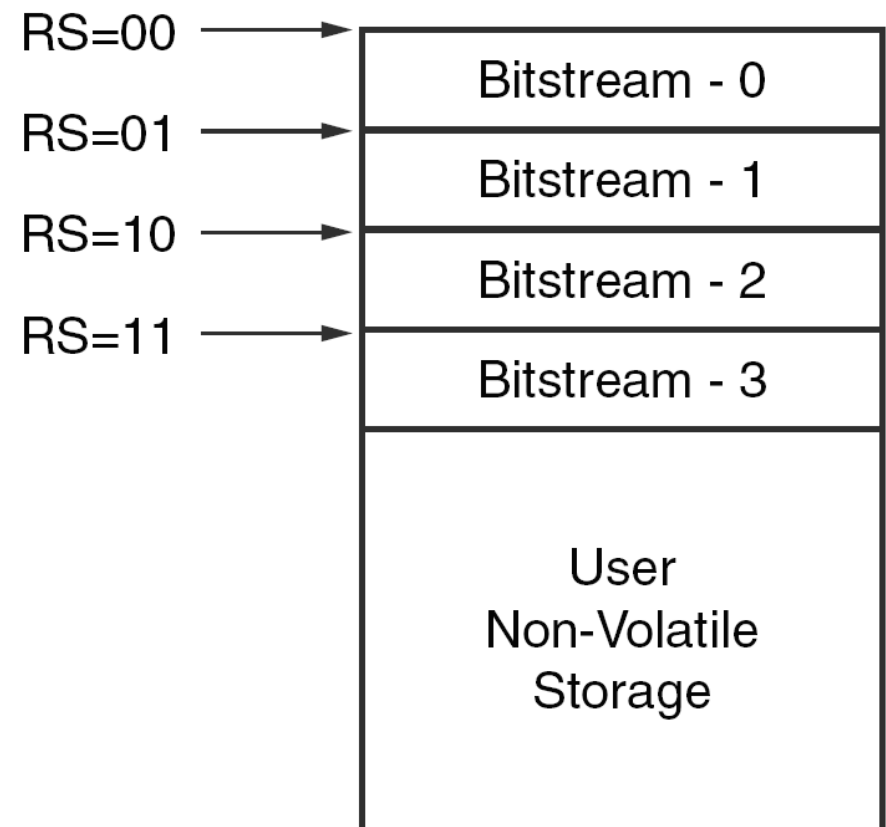 RS=00
Bitstream - 0
RS=01
Bitstream - 1
RS=10
Bitstream - 2
RS=11
Bitstream - 3
User
Non-Volatile
Storage